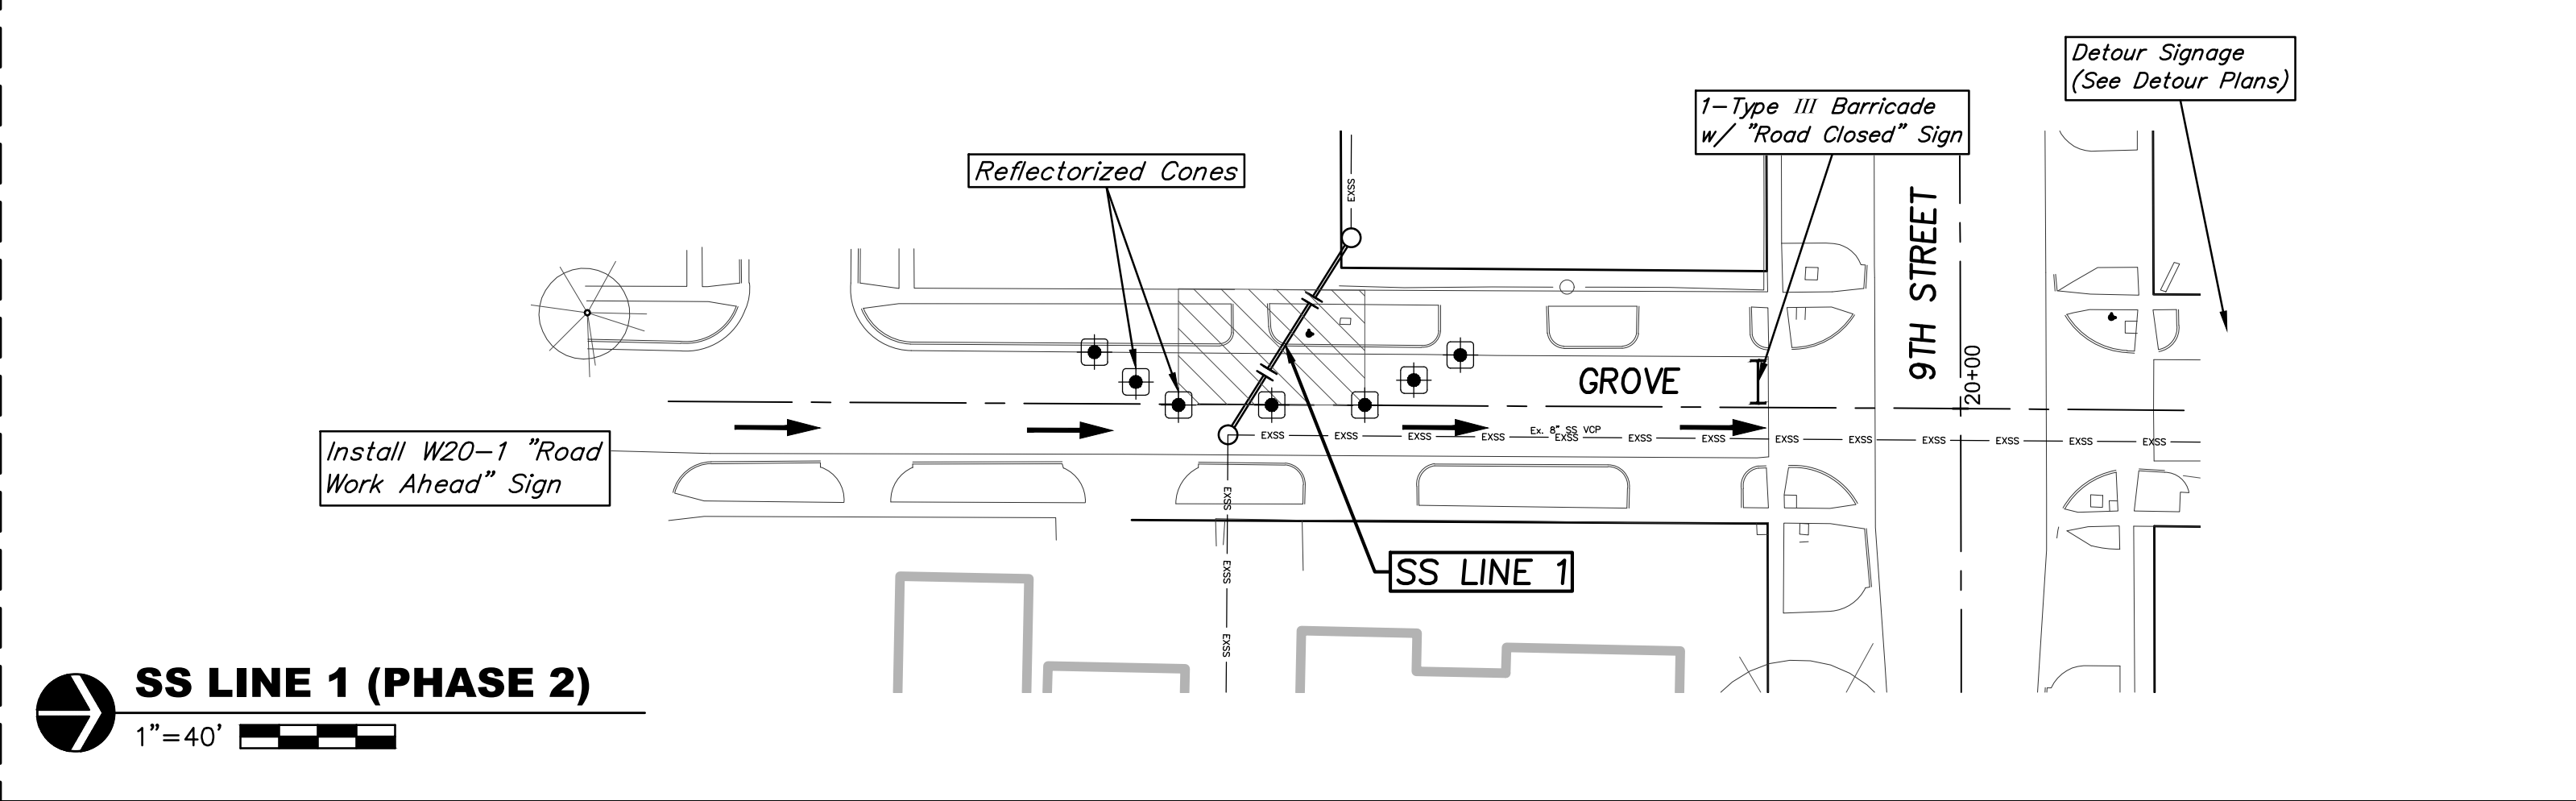 Detour Signage
(See Detour Plans)
1-Type III Barricade
w/ "Road Closed" Sign
Reflectorized Cones
EXSS
9TH STREET
20+00
GROVE
Install W20-1 "Road
Work Ahead" Sign
EXSS EXSS EXSS EXSS Ex. 8" SS VCP EXSS EXSS EXSS EXSS EXSS EXSS EXSS EXSS EXSS
EXSS
EXSS
EXSS
SS LINE 1
SS LINE 1 (PHASE 2)
1"=40'